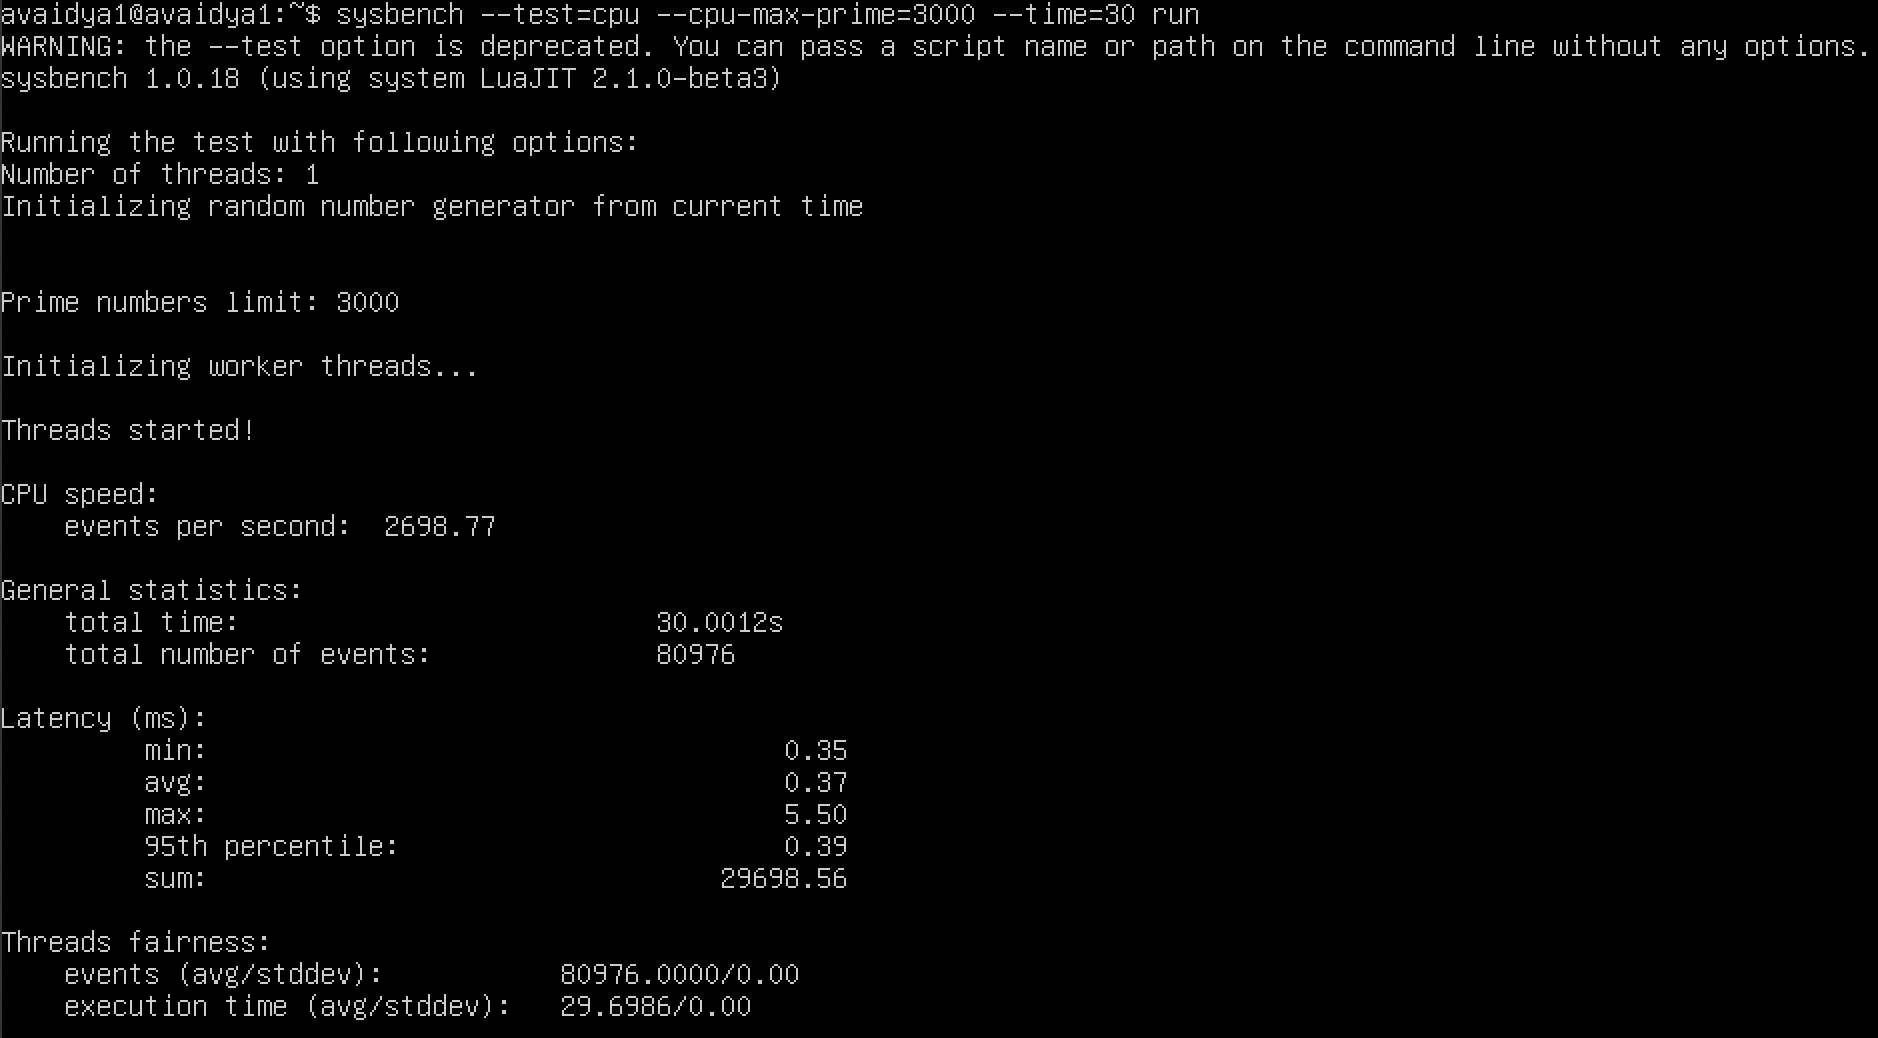 avaidya1@avaidya1:~$ sysbench --test=cpu --cpu-max-prime=3000 --time=30 run
WARNING: the --test option is deprecated. You can pass a script name or path on the command line without any options.
sysbench 1.0.18 (using system LuaJIT 2.1.0-beta3)
Running the test with following options:
Number of threads: 1
Initializing random number generator from current time
Prime numbers limit: 3000
Initializing worker threads...
Threads started!
CPU speed:
events per second: 2698.77
General statistics:
total time: 30.0012s
total number of events: 80976
Latency (ms):
min: 0.35
avg: 0.37
max: 5.50
95th percentile: 0.39
sum: 29698.56
Threads fairness:
events (avg/stddev): 80976.0000/0.00
execution time (avg/stddev): 29.6986/0.00